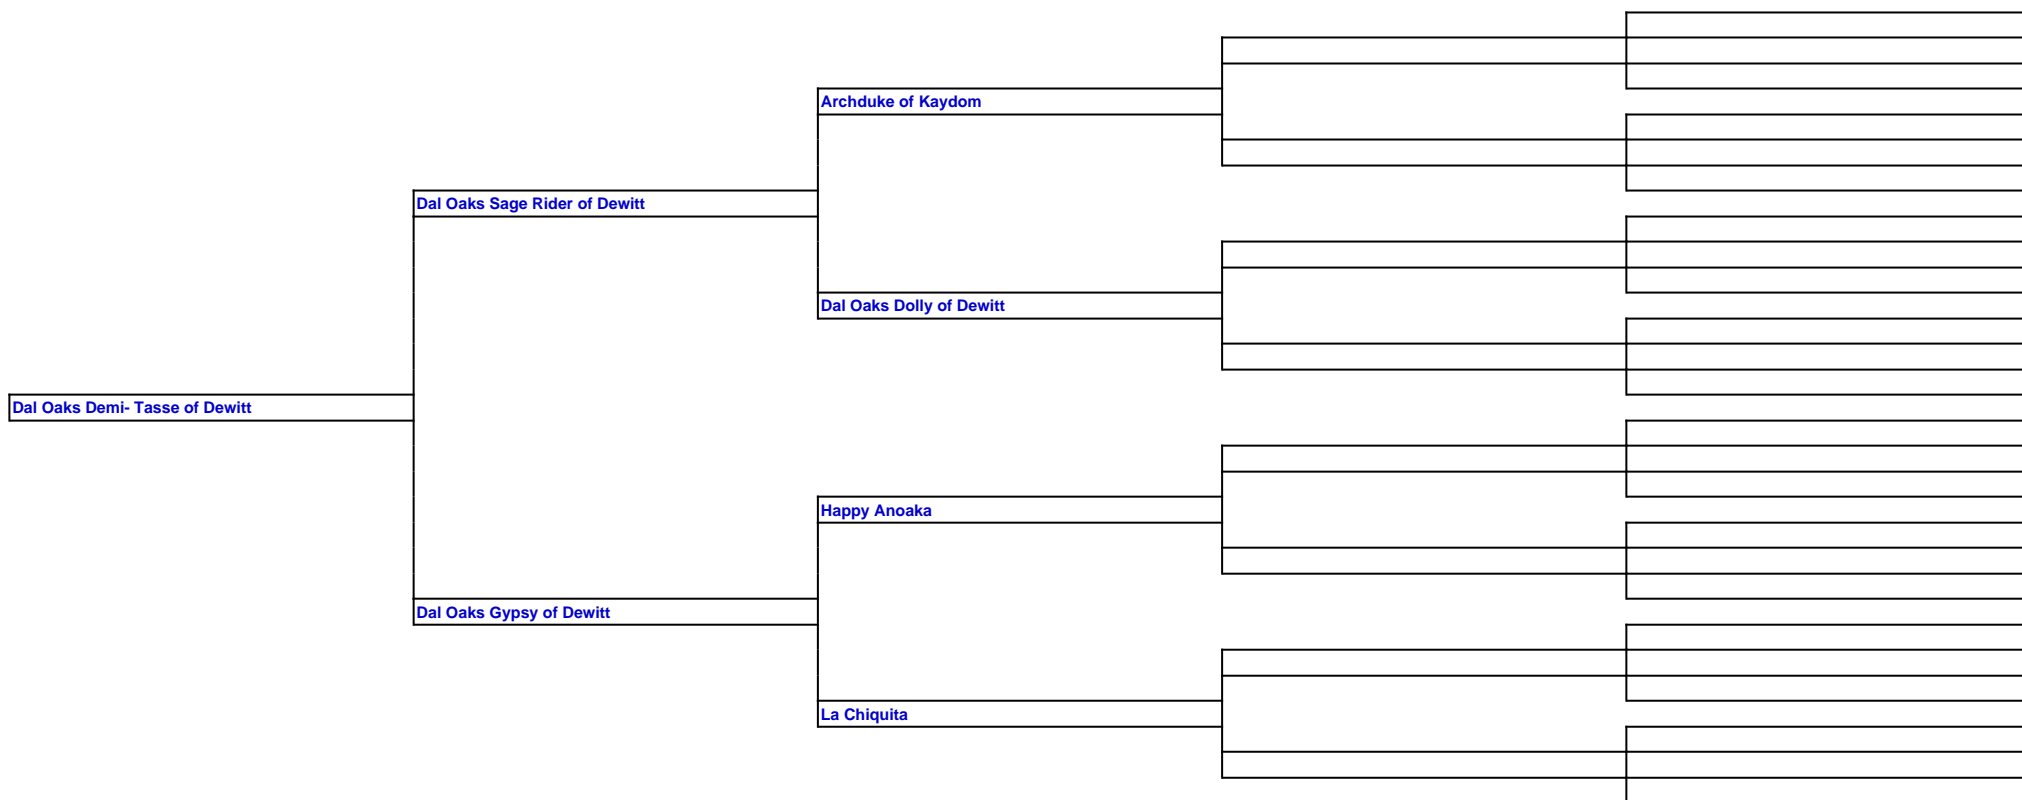 Archduke of Kaydom
Dal Oaks Sage Rider of Dewitt
Dal Oaks Dolly of Dewitt
Dal Oaks Demi- Tasse of Dewitt
Happy Anoaka
Dal Oaks Gypsy of Dewitt
La Chiquita